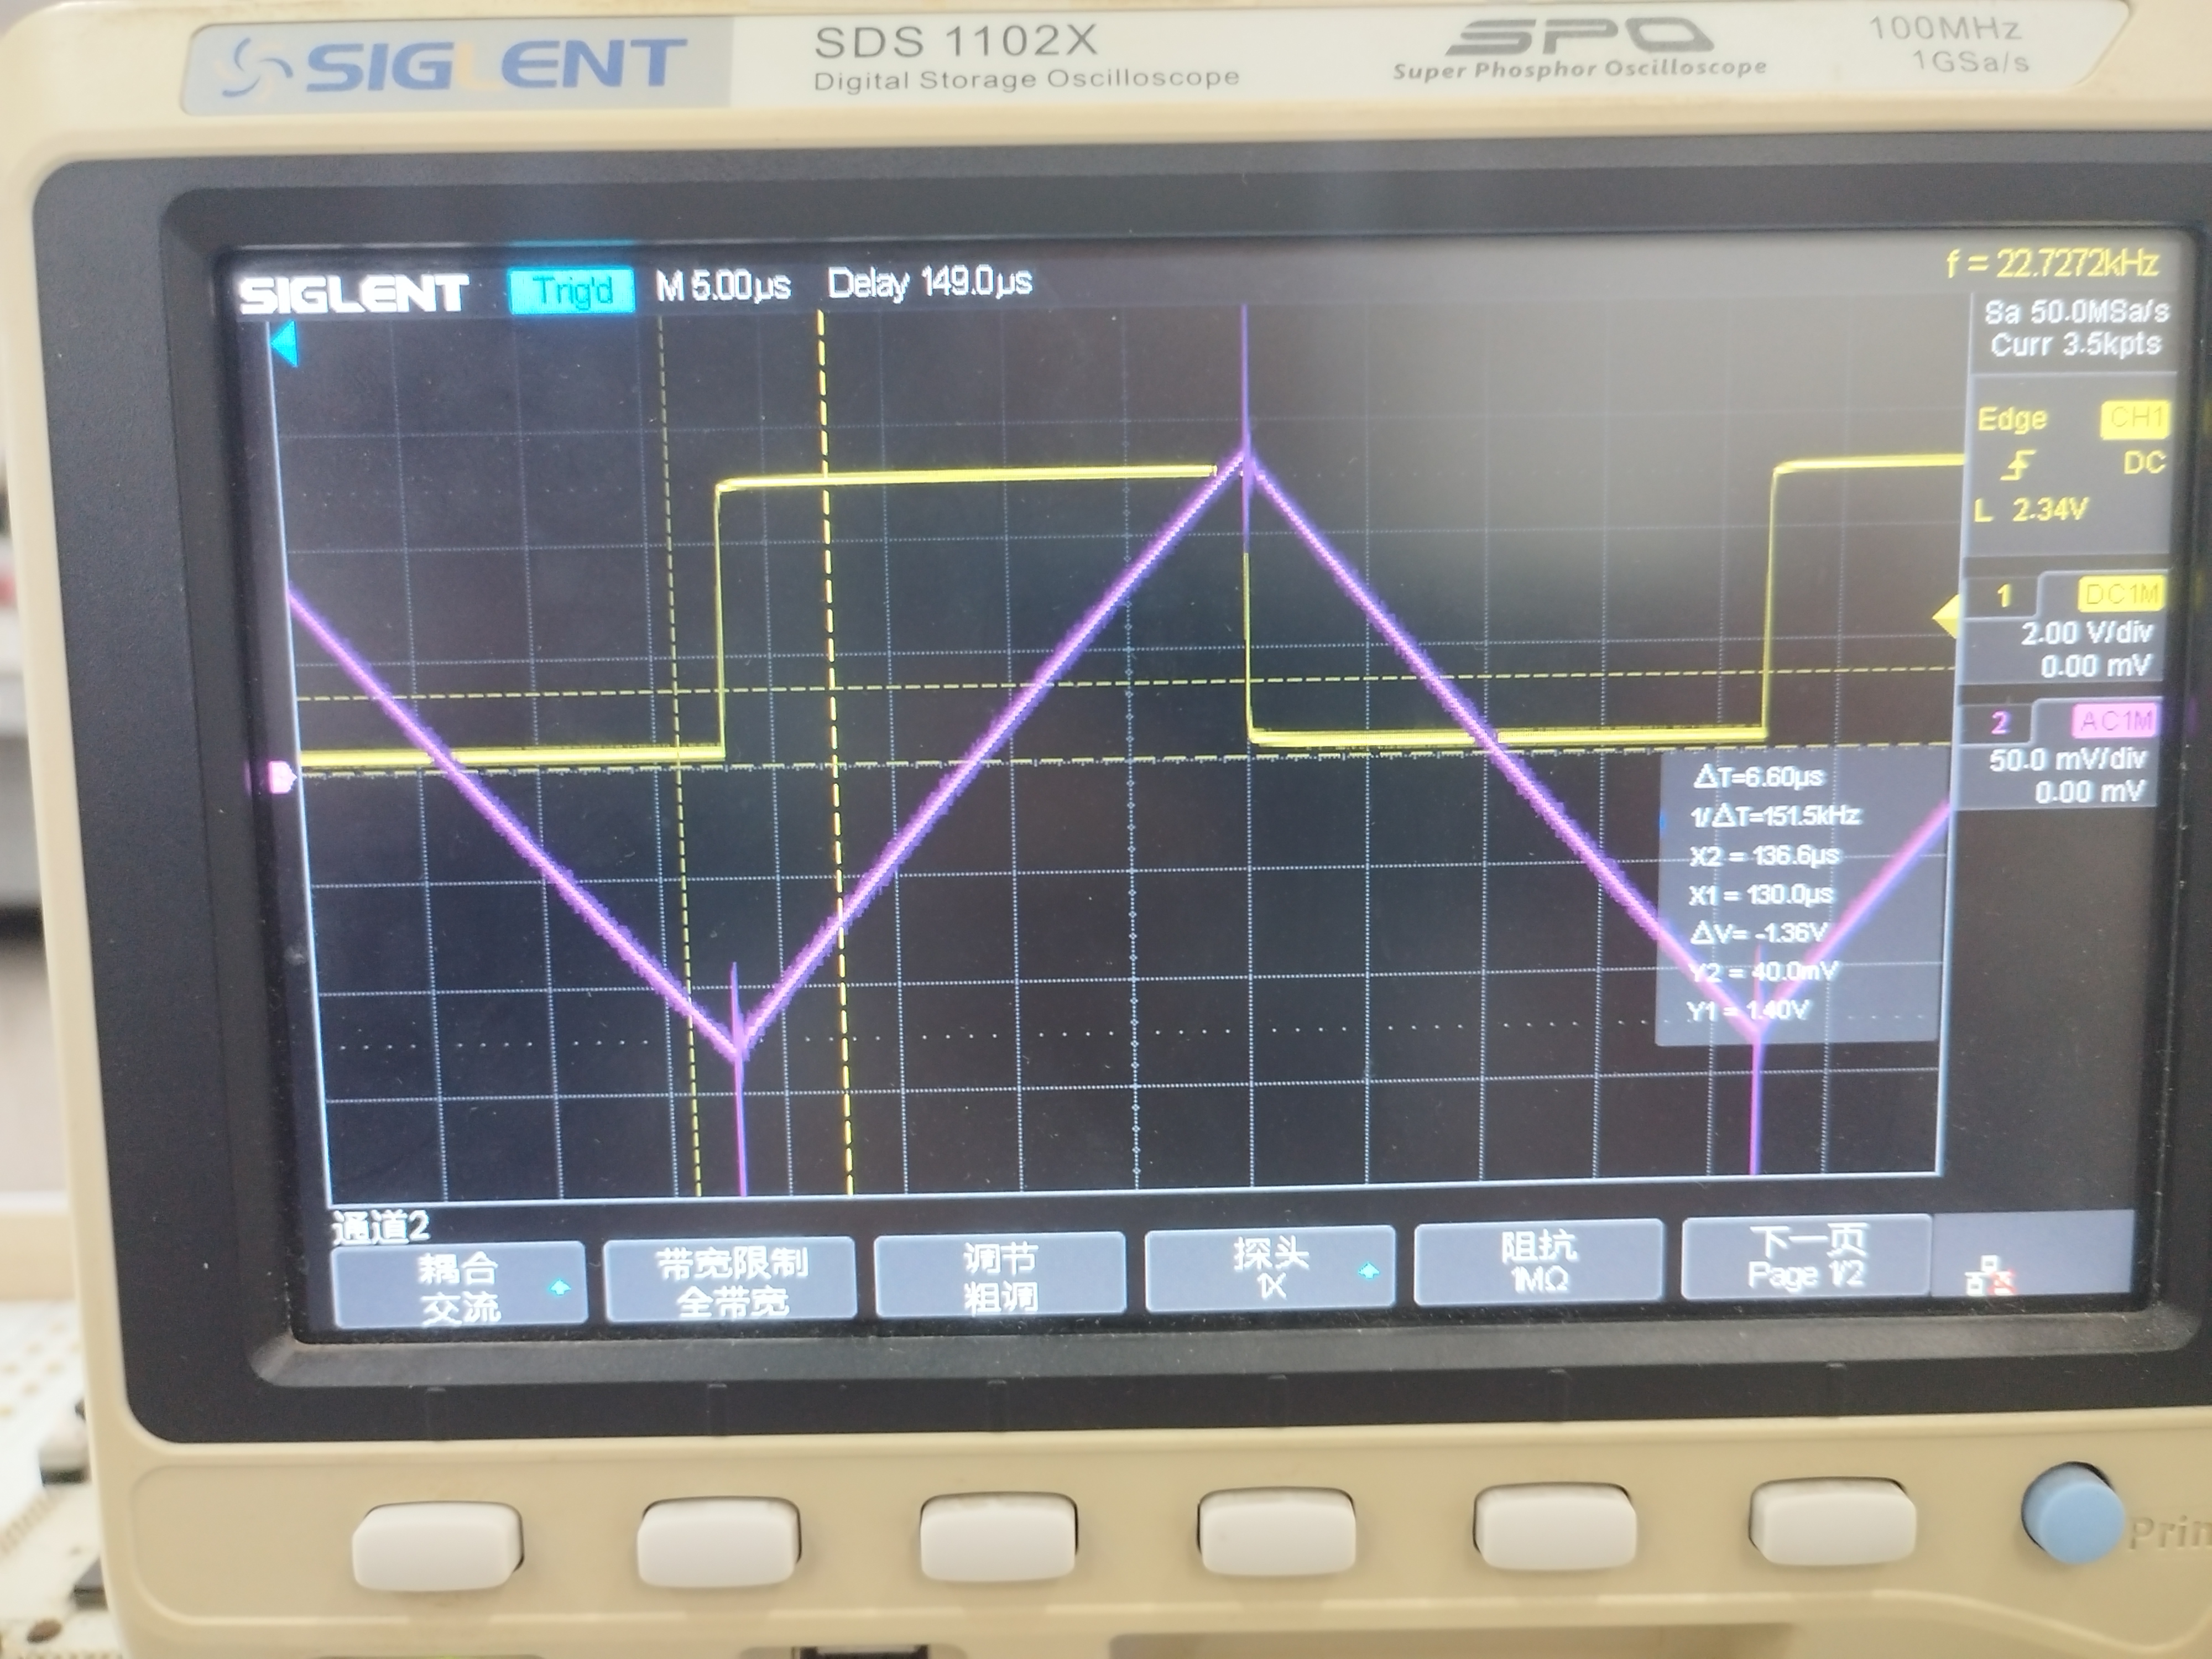 SIGLENT
SDS 1102X
Digital Storage Oscilloscope
SPO
Super Phosphor Oscilloscope
100MHz
1GSa/s
SIGLENT Trig'd M 5.00µs Delay 149.0µs
f = 22.7272kHz
Sa 50.0MSa/s
Curr 3.5kpts
Edge CH1
DC
L 2.34V
1 DC1M
2.00 V/div
0.00 mV
2 AC1M
50.0 mV/div
0.00 mV
ΔT=6.60µs
1/ΔT=151.5kHz
X2 = 136.6µs
X1 = 130.0µs
ΔV= -1.36V
Y2 = 40.0mV
Y1 = 1.40V
通道2
耦合
交流
带宽限制
全带宽
调节
粗调
探头
1X
阻抗
1MΩ
下一页
Page 1/2